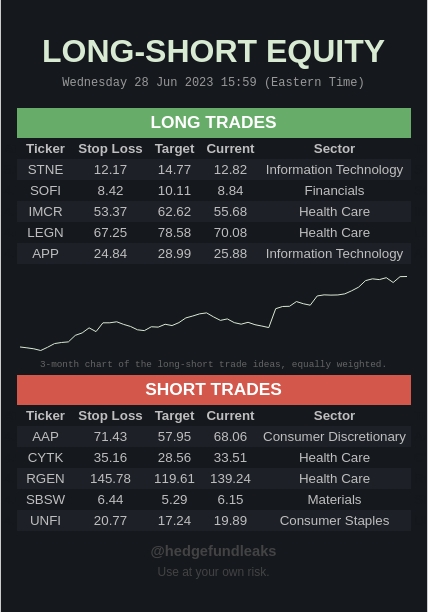 LONG-SHORT EQUITY
Wednesday 28 Jun 2023 15:59 (Eastern Time)
LONG TRADES
Ticker Stop Loss Target Current Sector
STNE 12.17 14.77 12.82 Information Technology
SOFI 8.42 10.11 8.84 Financials
IMCR 53.37 62.62 55.68 Health Care
LEGN 67.25 78.58 70.08 Health Care
APP 24.84 28.99 25.88 Information Technology
3-month chart of the long-short trade ideas, equally weighted.
SHORT TRADES
Ticker Stop Loss Target Current Sector
AAP 71.43 57.95 68.06 Consumer Discretionary
CYTK 35.16 28.56 33.51 Health Care
RGEN 145.78 119.61 139.24 Health Care
SBSW 6.44 5.29 6.15 Materials
UNFI 20.77 17.24 19.89 Consumer Staples
@hedgefundleaks
Use at your own risk.